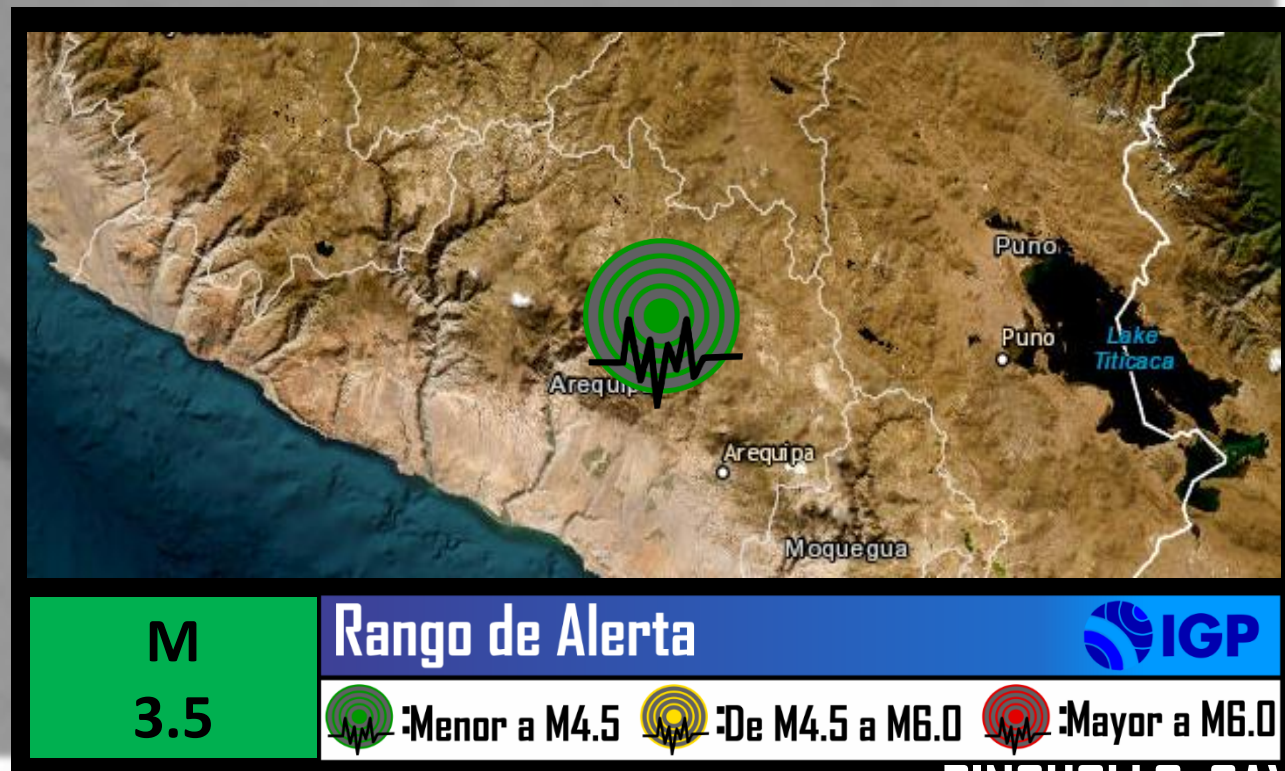 Puno
Puno
Lake
Titicaca
Arequipa
Moquegua
M
3.5
Rango de Alerta
IGP
:Menor a M4.5
:De M4.5 a M6.0
:Mayor a M6.0